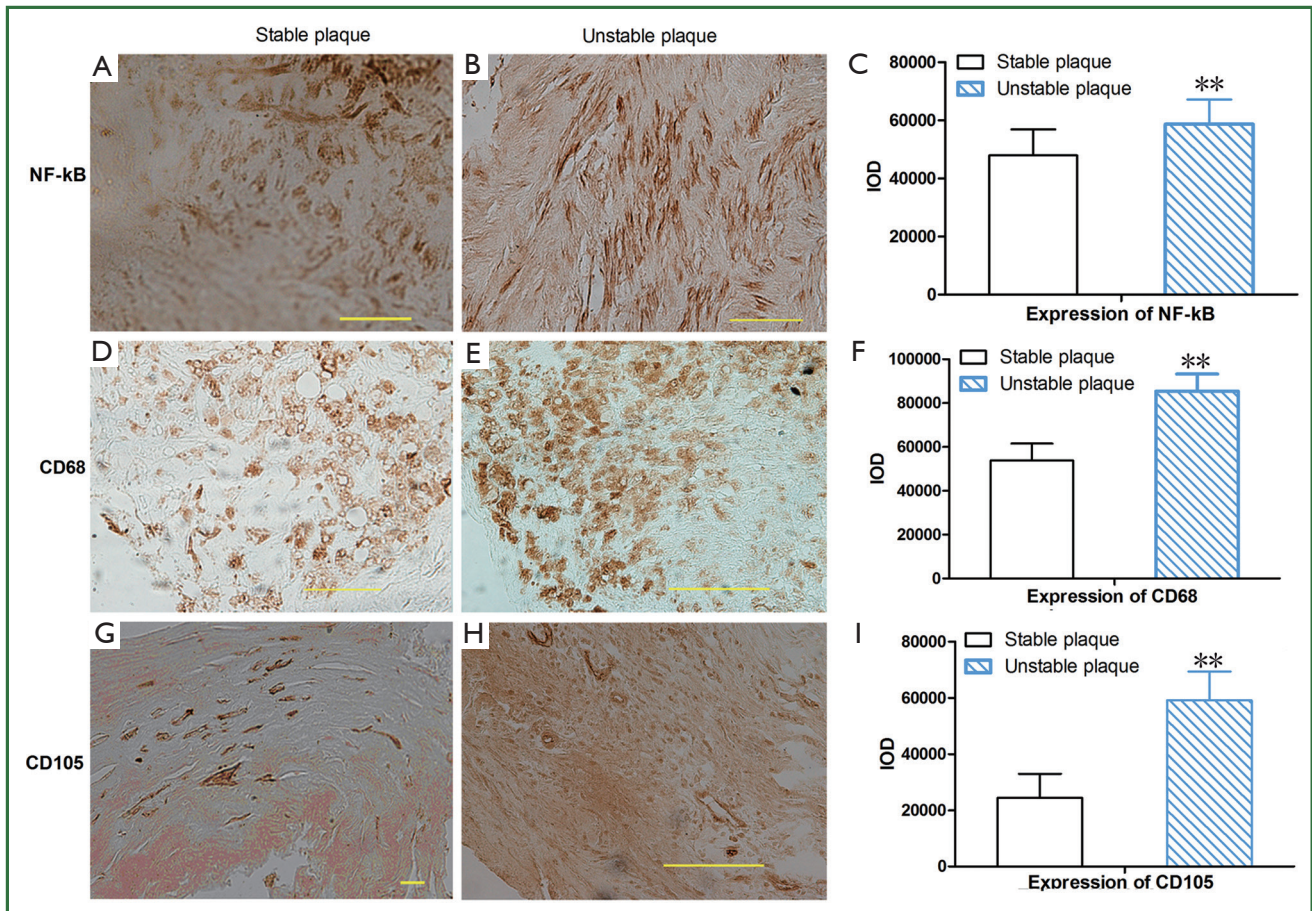 Stable plaque
Unstable plaque
A
B
C
NF-kB
80000
60000
40000
20000
0
IOD
Stable plaque
Unstable plaque
**
Expression of NF-kB
D
E
F
CD68
100000
80000
60000
40000
20000
0
IOD
Stable plaque
Unstable plaque
**
Expression of CD68
G
H
I
CD105
80000
60000
40000
20000
0
IOD
Stable plaque
Unstable plaque
**
Expression of CD105